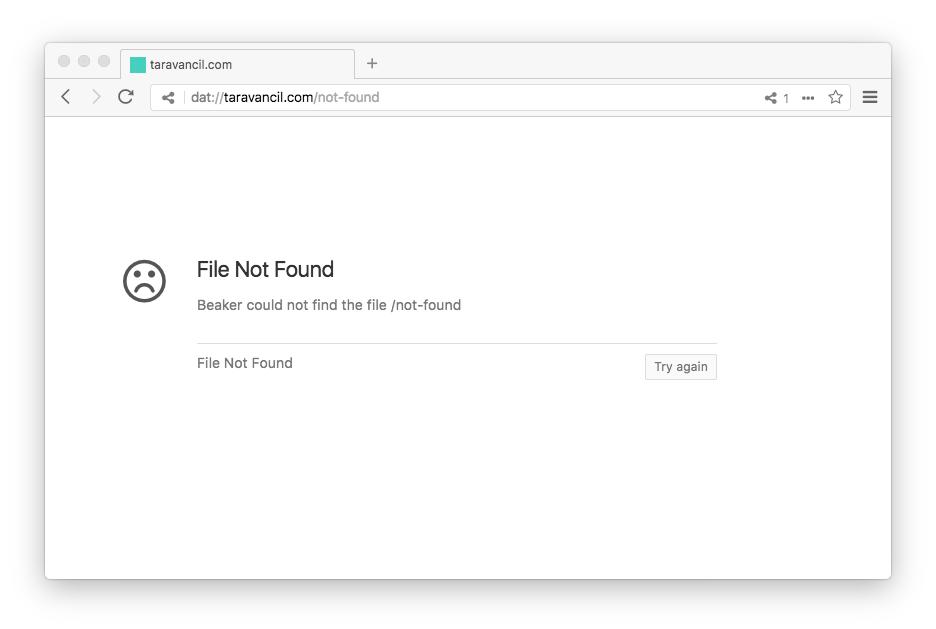 taravancil.com
dat://taravancil.com/not-found 1
File Not Found
Beaker could not find the file /not-found
File Not Found
Try again